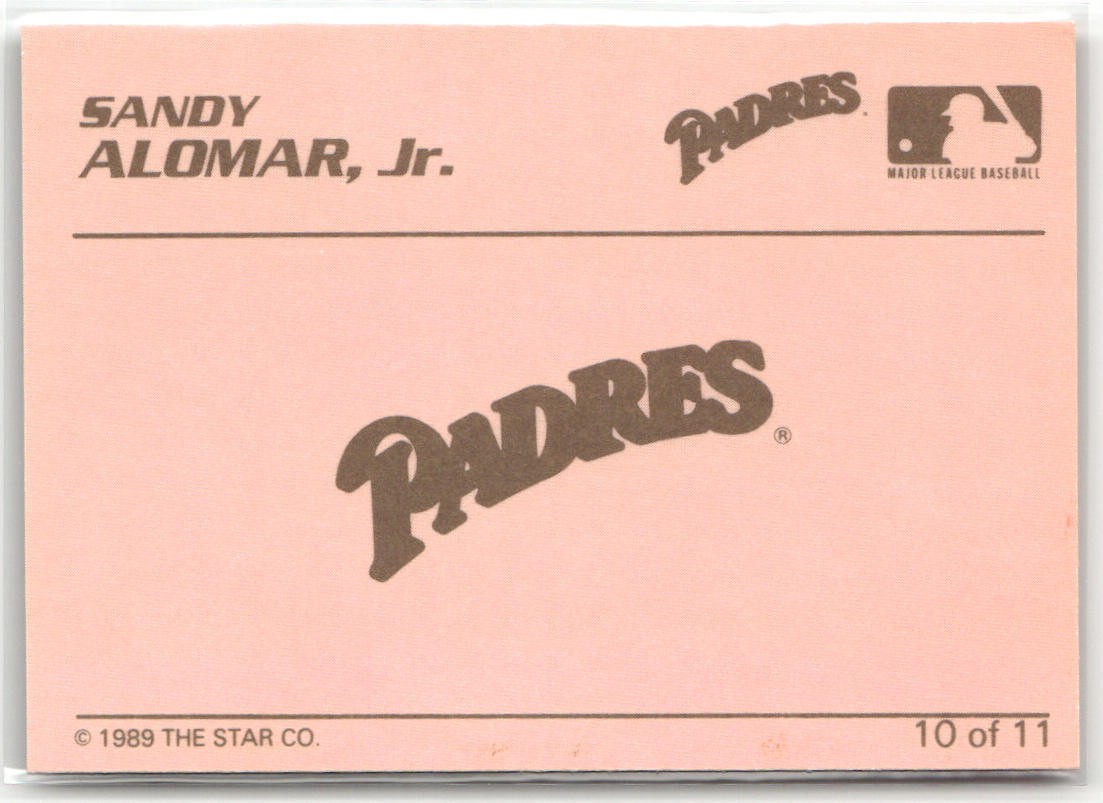 SANDY
ALOMAR, Jr.
PADRES
MAJOR LEAGUE BASEBALL
PADRES ®
© 1989 THE STAR CO.
10 of 11